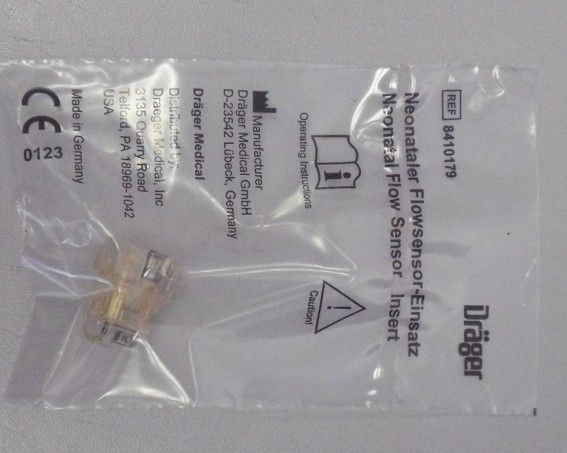 Dräger
REF 8410179
Neonataler Flowsensor-Einsatz
Neonatal Flow Sensor Insert
Operating Instructions
Caution!
Manufacturer
Dräger Medical GmbH
D-23542 Lübeck, Germany
Dräger Medical
Distributed by:
Draeger Medical, Inc
3135 Quarry Road
Telford, PA 18969-1042
USA
Made in Germany
CE
0123